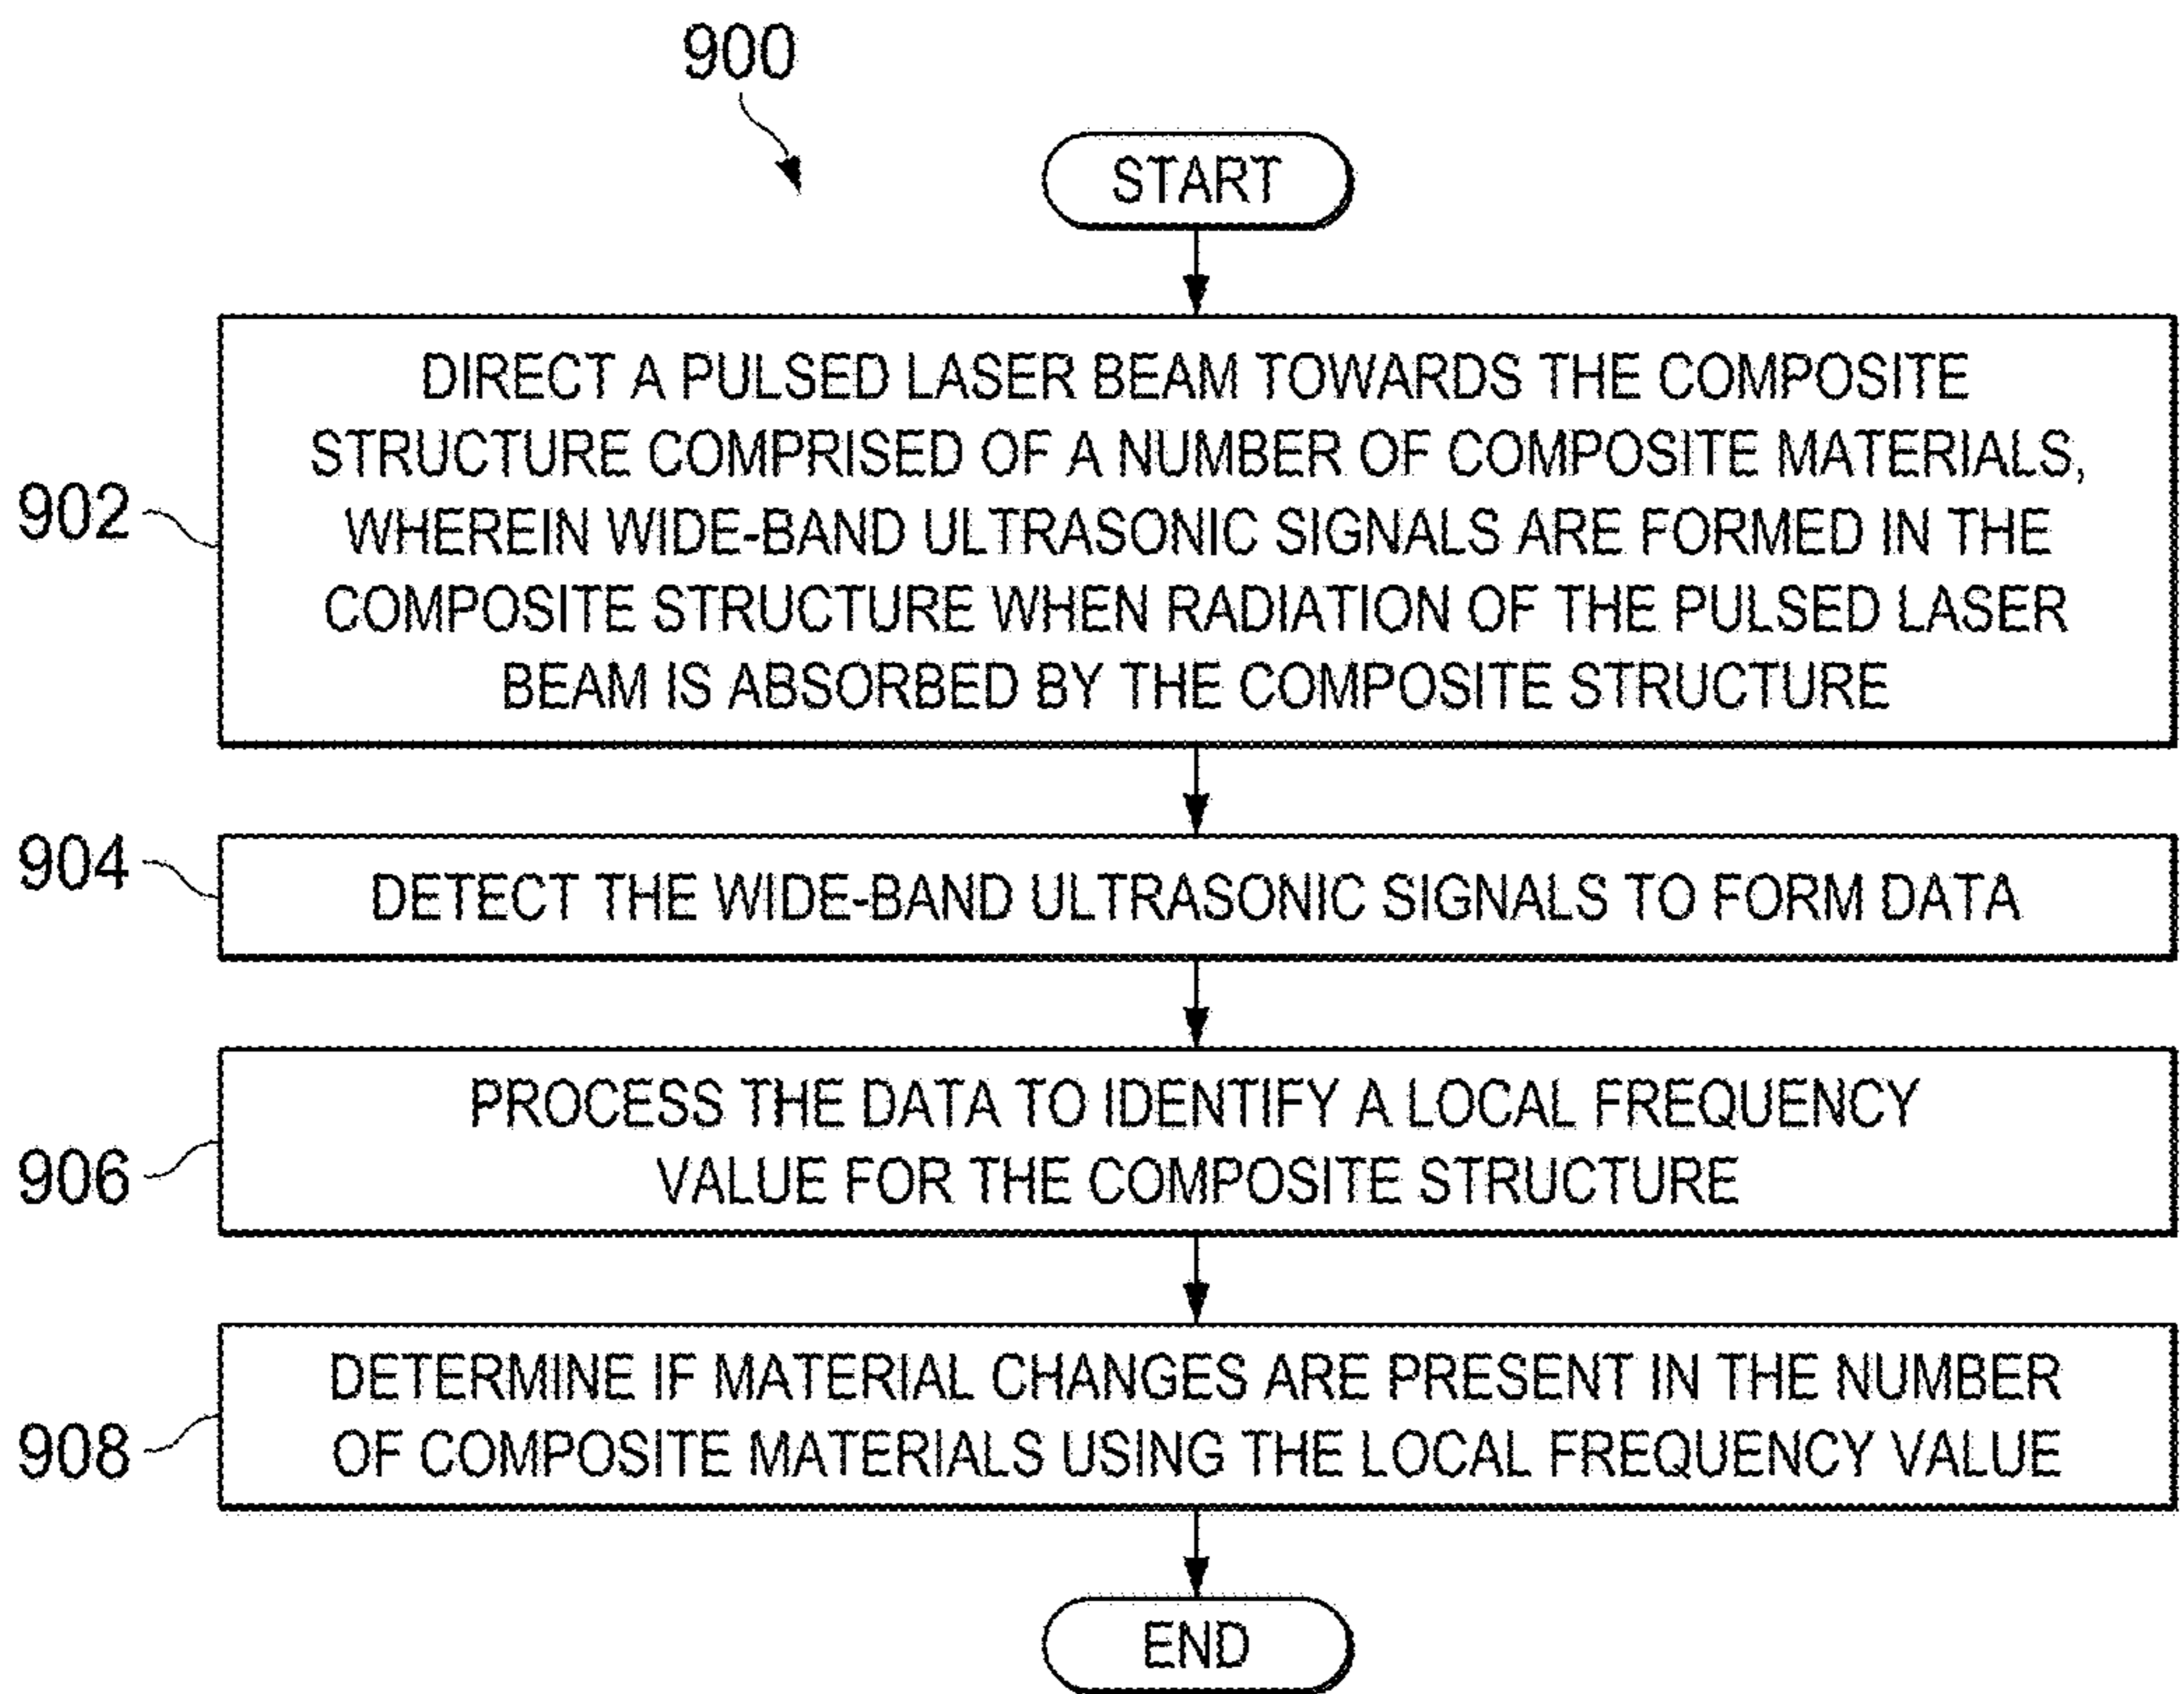 900
START
902
DIRECT A PULSED LASER BEAM TOWARDS THE COMPOSITE
STRUCTURE COMPRISED OF A NUMBER OF COMPOSITE MATERIALS,
WHEREIN WIDE-BAND ULTRASONIC SIGNALS ARE FORMED IN THE
COMPOSITE STRUCTURE WHEN RADIATION OF THE PULSED LASER
BEAM IS ABSORBED BY THE COMPOSITE STRUCTURE
904
DETECT THE WIDE-BAND ULTRASONIC SIGNALS TO FORM DATA
906
PROCESS THE DATA TO IDENTIFY A LOCAL FREQUENCY
VALUE FOR THE COMPOSITE STRUCTURE
908
DETERMINE IF MATERIAL CHANGES ARE PRESENT IN THE NUMBER
OF COMPOSITE MATERIALS USING THE LOCAL FREQUENCY VALUE
END